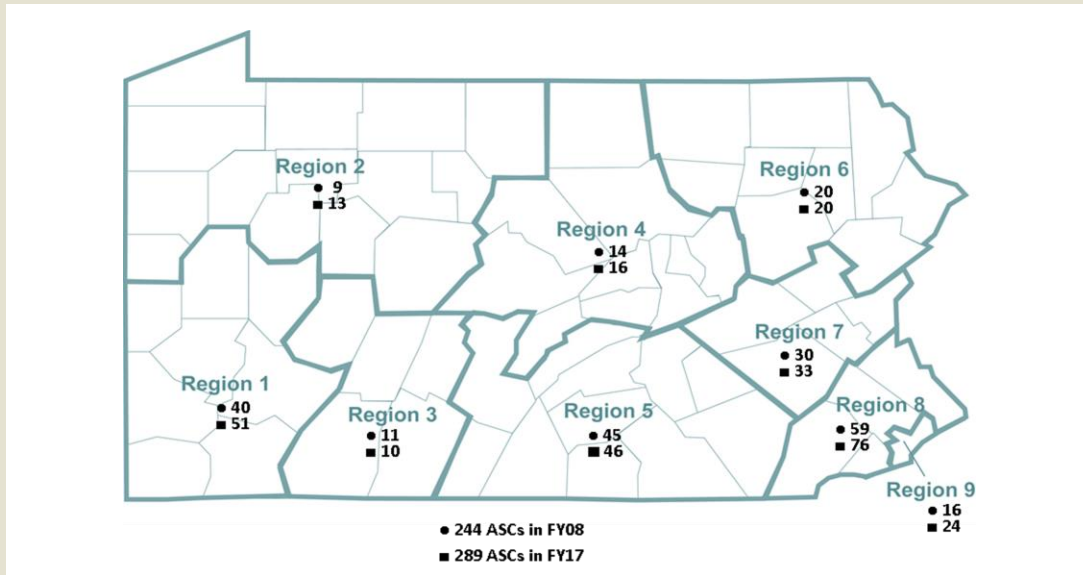 Region 2
9
13
Region 6
20
20
Region 4
14
16
Region 7
30
33
Region 1
40
51
Region 3
11
10
Region 5
45
46
Region 8
59
76
Region 9
16
24
244 ASCs in FY08
289 ASCs in FY17